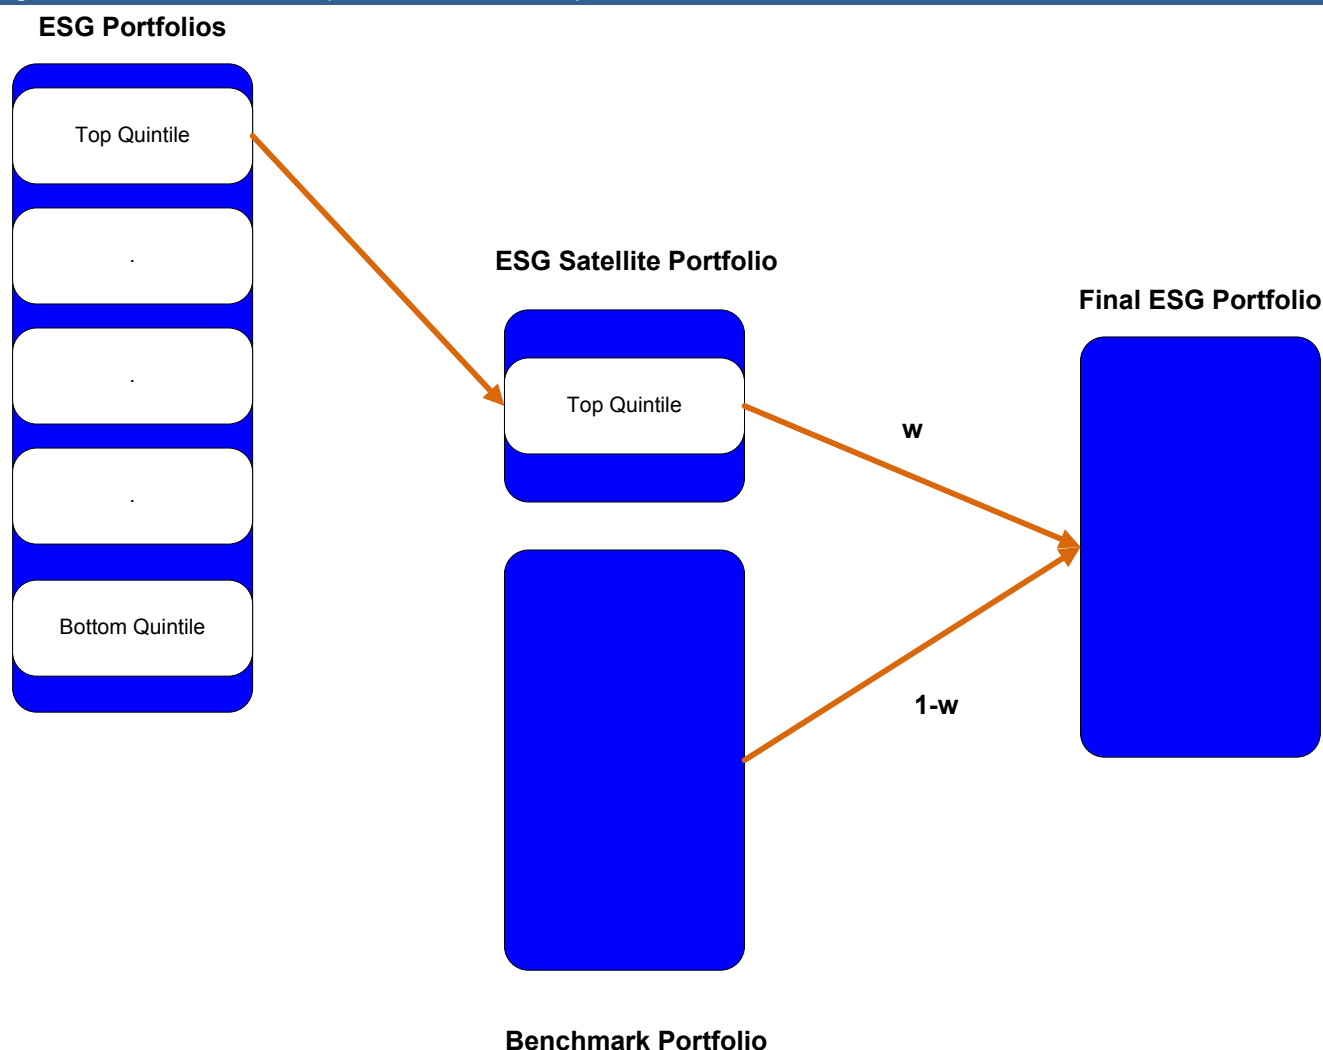 ESG Portfolios
Top Quintile
.
.
.
Bottom Quintile
ESG Satellite Portfolio
Top Quintile
w
1-w
Final ESG Portfolio
Benchmark Portfolio